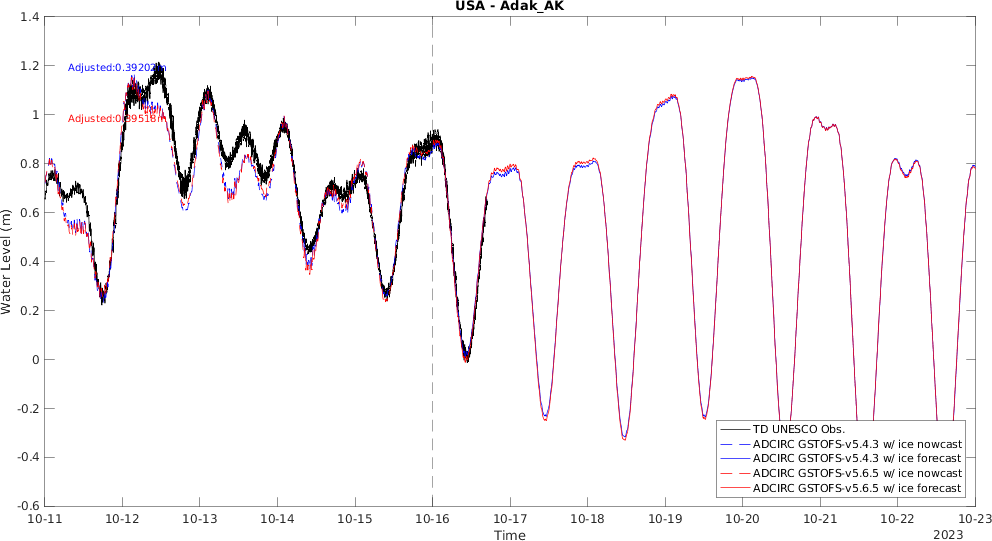 USA - Adak_AK
1.4
1.2
1
0.8
0.6
0.4
0.2
0
-0.2
-0.4
-0.6
Water Level (m)
Adjusted:0.39202m
Adjusted:0.39518m
TD UNESCO Obs.
ADCIRC GSTOFS-v5.4.3 w/ ice nowcast
ADCIRC GSTOFS-v5.4.3 w/ ice forecast
ADCIRC GSTOFS-v5.6.5 w/ ice nowcast
ADCIRC GSTOFS-v5.6.5 w/ ice forecast
10-11 10-12 10-13 10-14 10-15 10-16 10-17 10-18 10-19 10-20 10-21 10-22 10-23
Time
2023